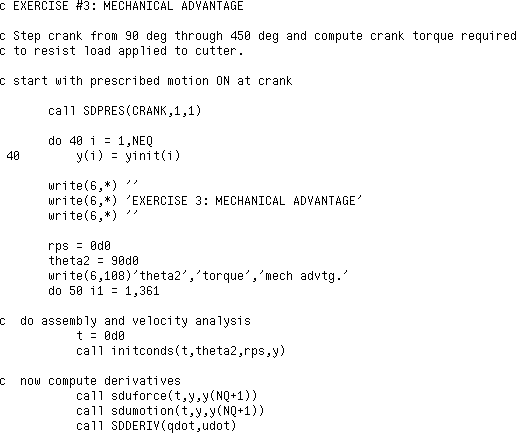 c EXERCISE #3: MECHANICAL ADVANTAGE
c Step crank from 90 deg through 450 deg and compute crank torque required
c to resist load applied to cutter.
c start with prescribed motion ON at crank
call SDPRES(CRANK,1,1)
do 40 i = 1,NEQ
40 y(i) = yinit(i)
write(6,*) ''
write(6,*) 'EXERCISE 3: MECHANICAL ADVANTAGE'
write(6,*) ''
rps = 0d0
theta2 = 90d0
write(6,108)'theta2','torque','mech advtg.'
do 50 i1 = 1,361
c do assembly and velocity analysis
t = 0d0
call initconds(t,theta2,rps,y)
c now compute derivatives
call sduforce(t,y,y(NQ+1))
call sdumotion(t,y,y(NQ+1))
call SDDERIV(qdot,udot)